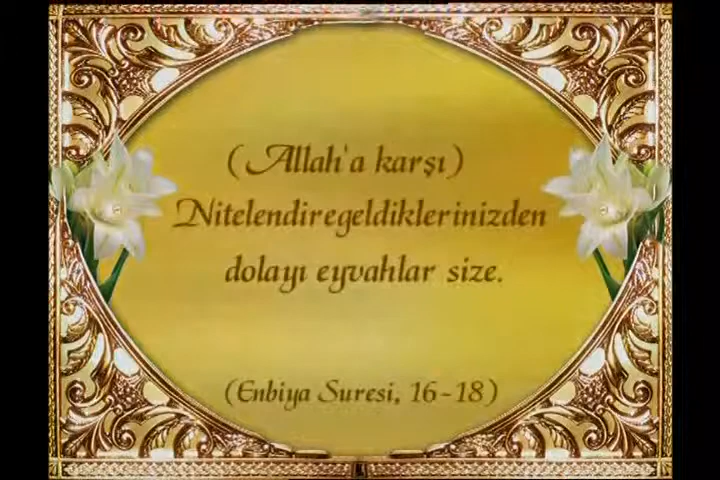 (Allah'a karşı)
Nitelendiregeldiklerinizden
dolayı eyvahlar size.
(Enbiya Suresi, 16-18)